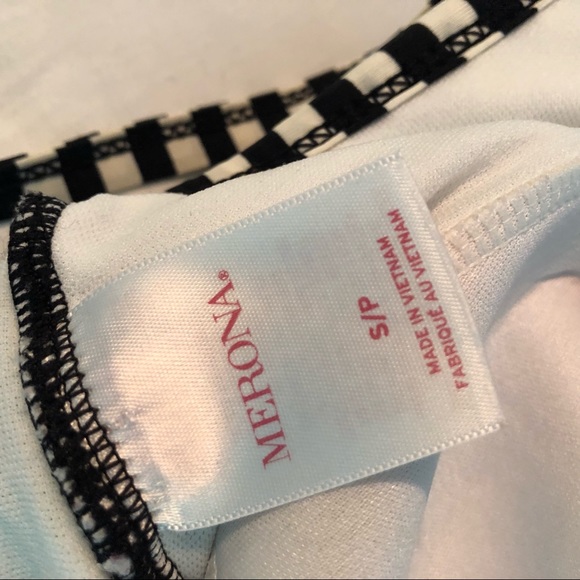 MERONA®
S/P
MADE IN VIETNAM
FABRIQUÉ AU VIETNAM